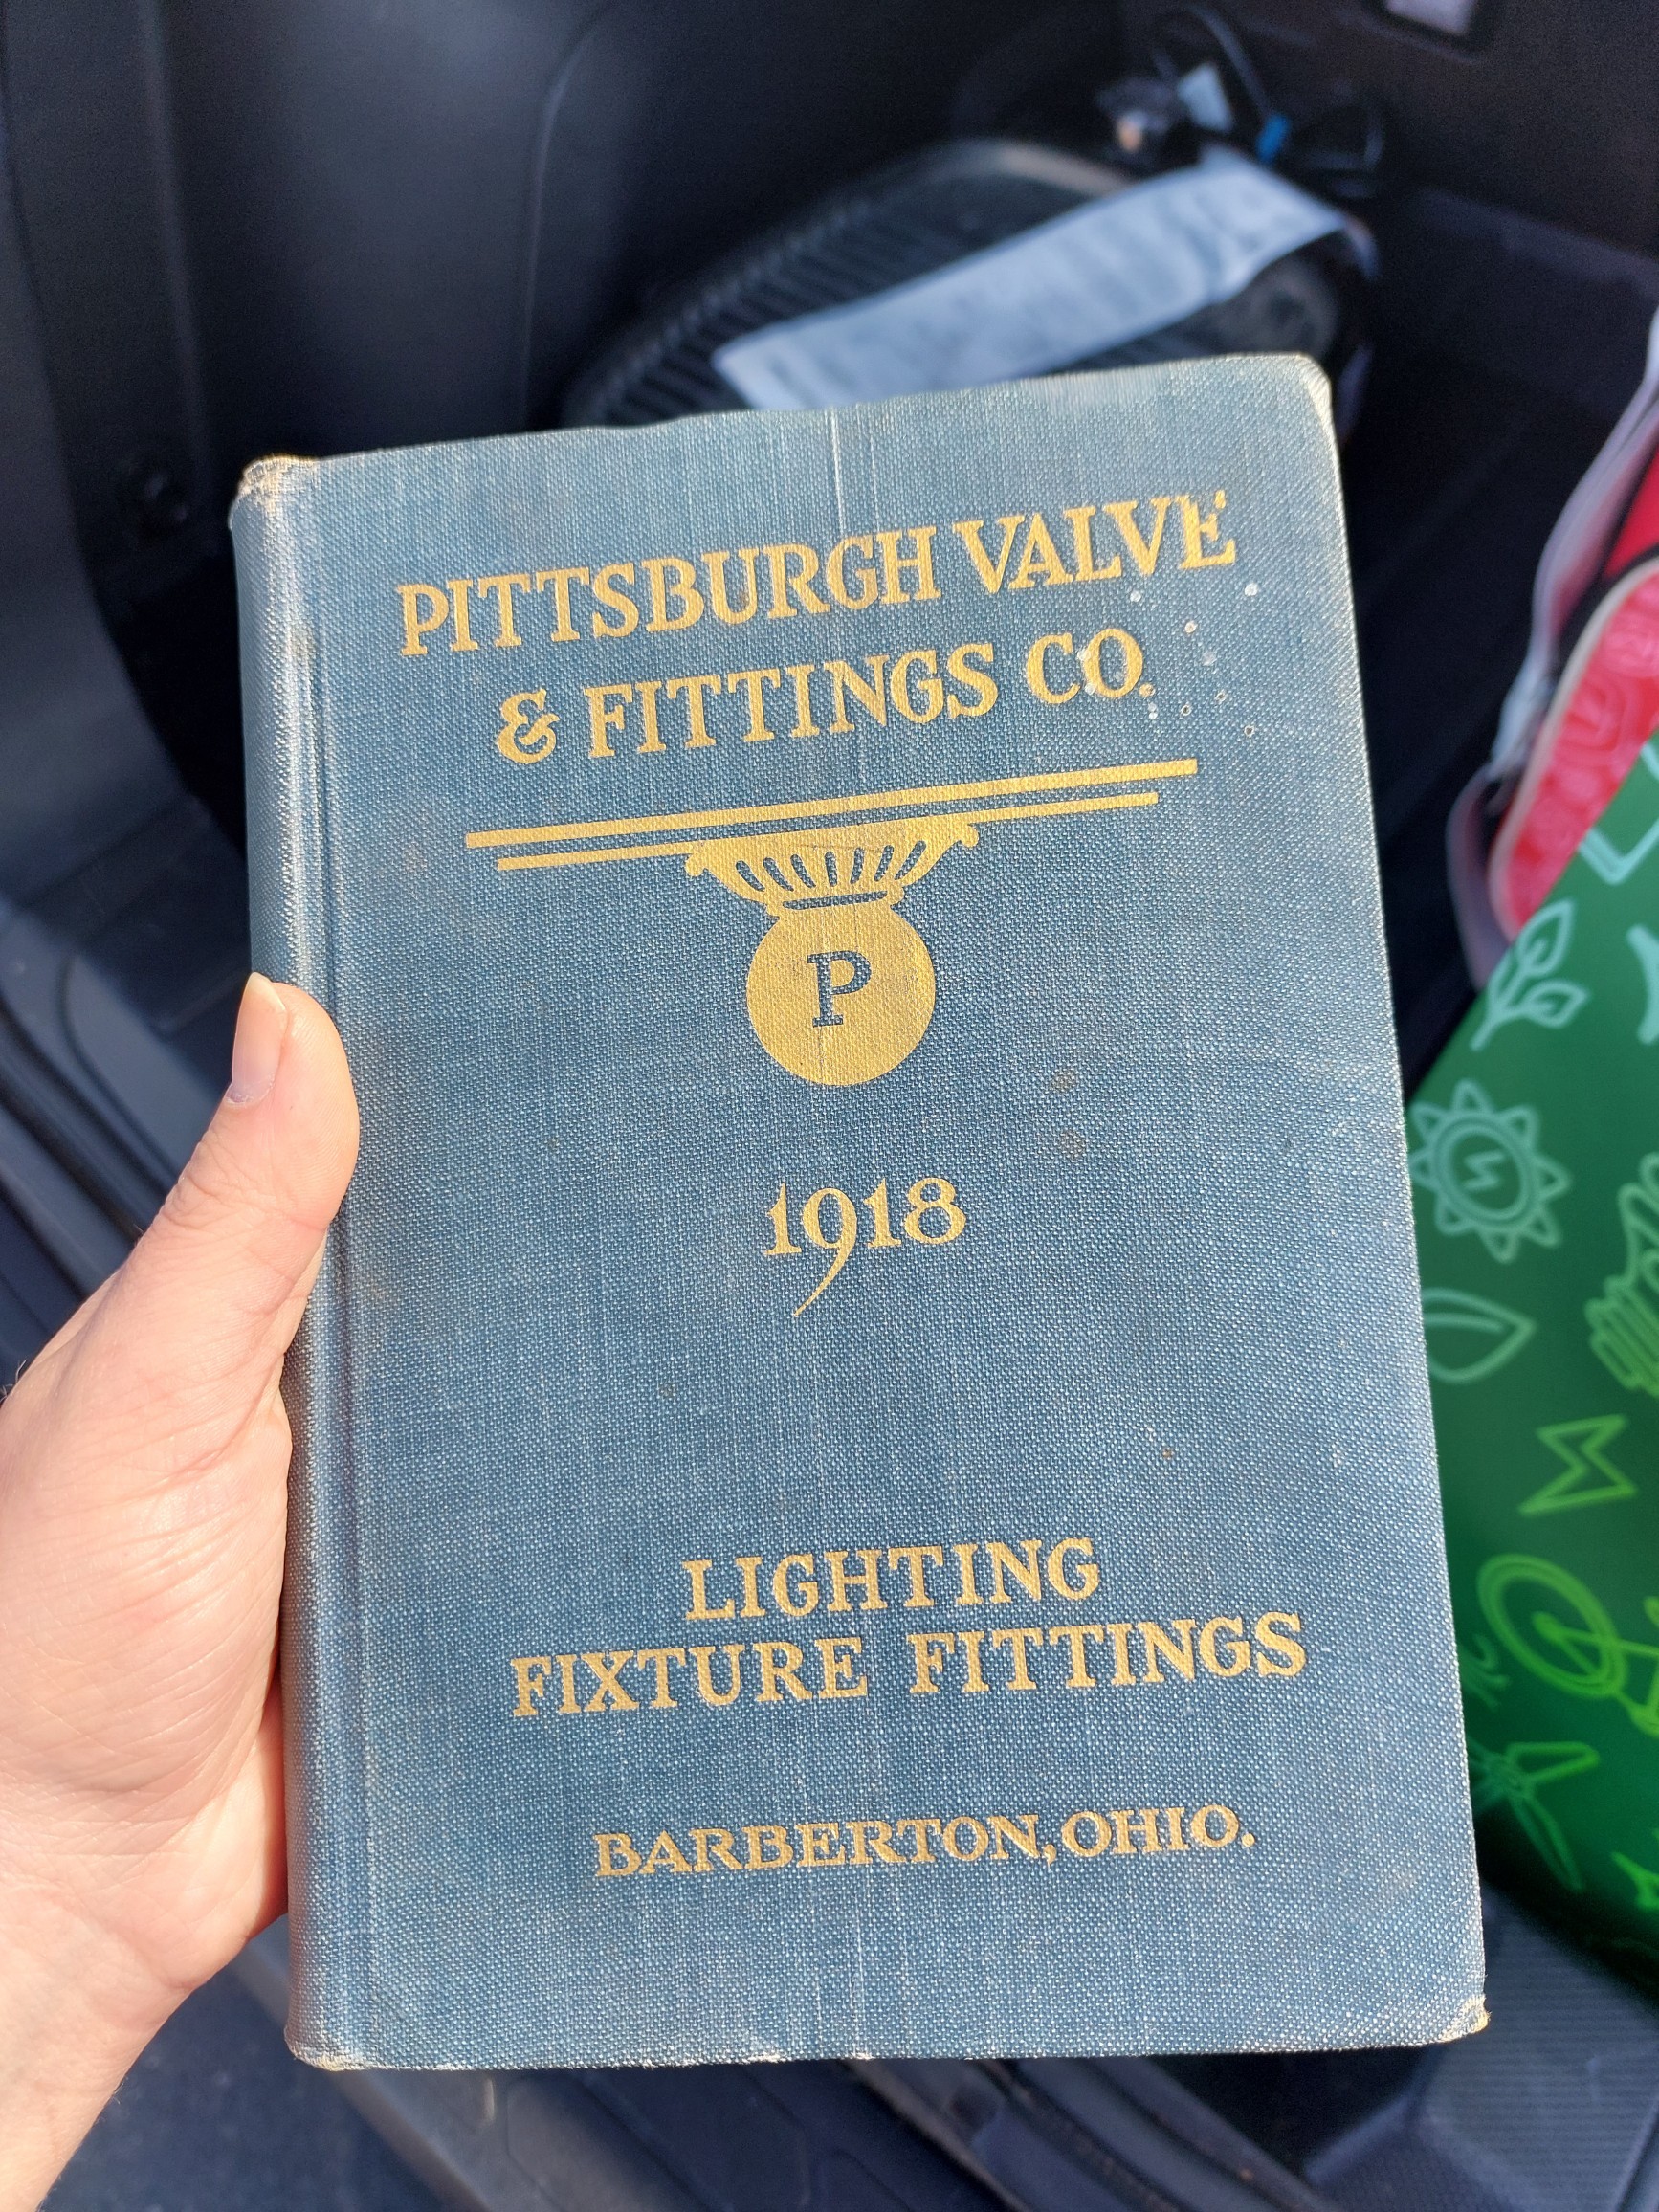 PITTSBURGH VALVE
& FITTINGS CO.
P
1918
LIGHTING
FIXTURE FITTINGS
BARBERTON, OHIO.